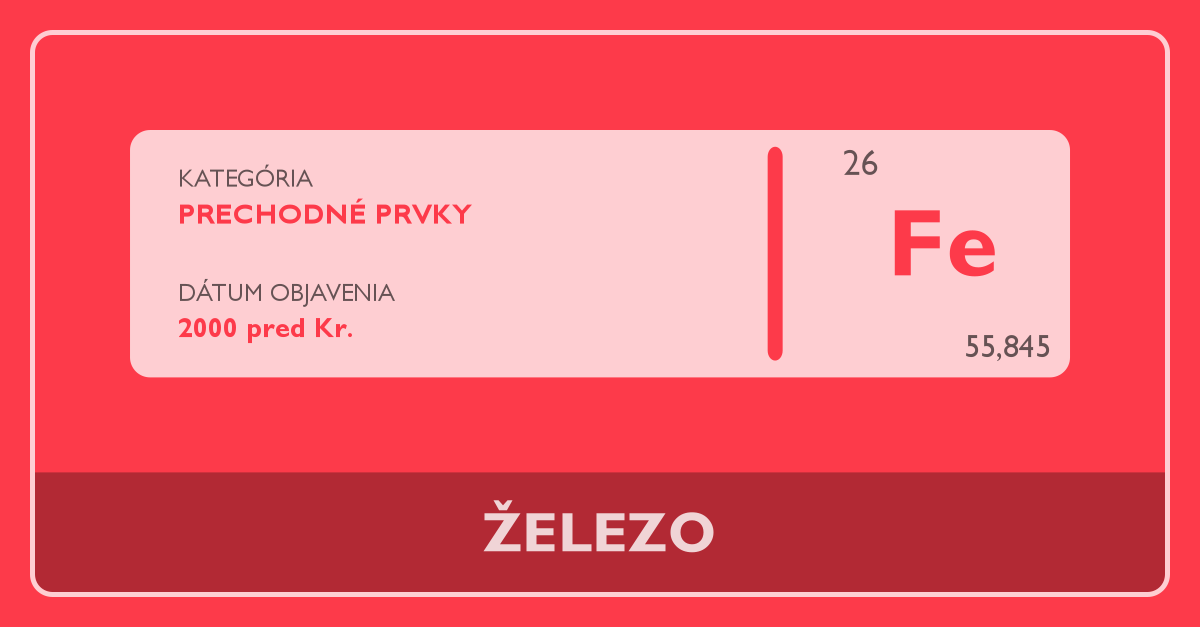 KATEGÓRIA
PRECHODNÉ PRVKY
DÁTUM OBJAVENIA
2000 pred Kr.
26
Fe
55,845
ŽELEZO